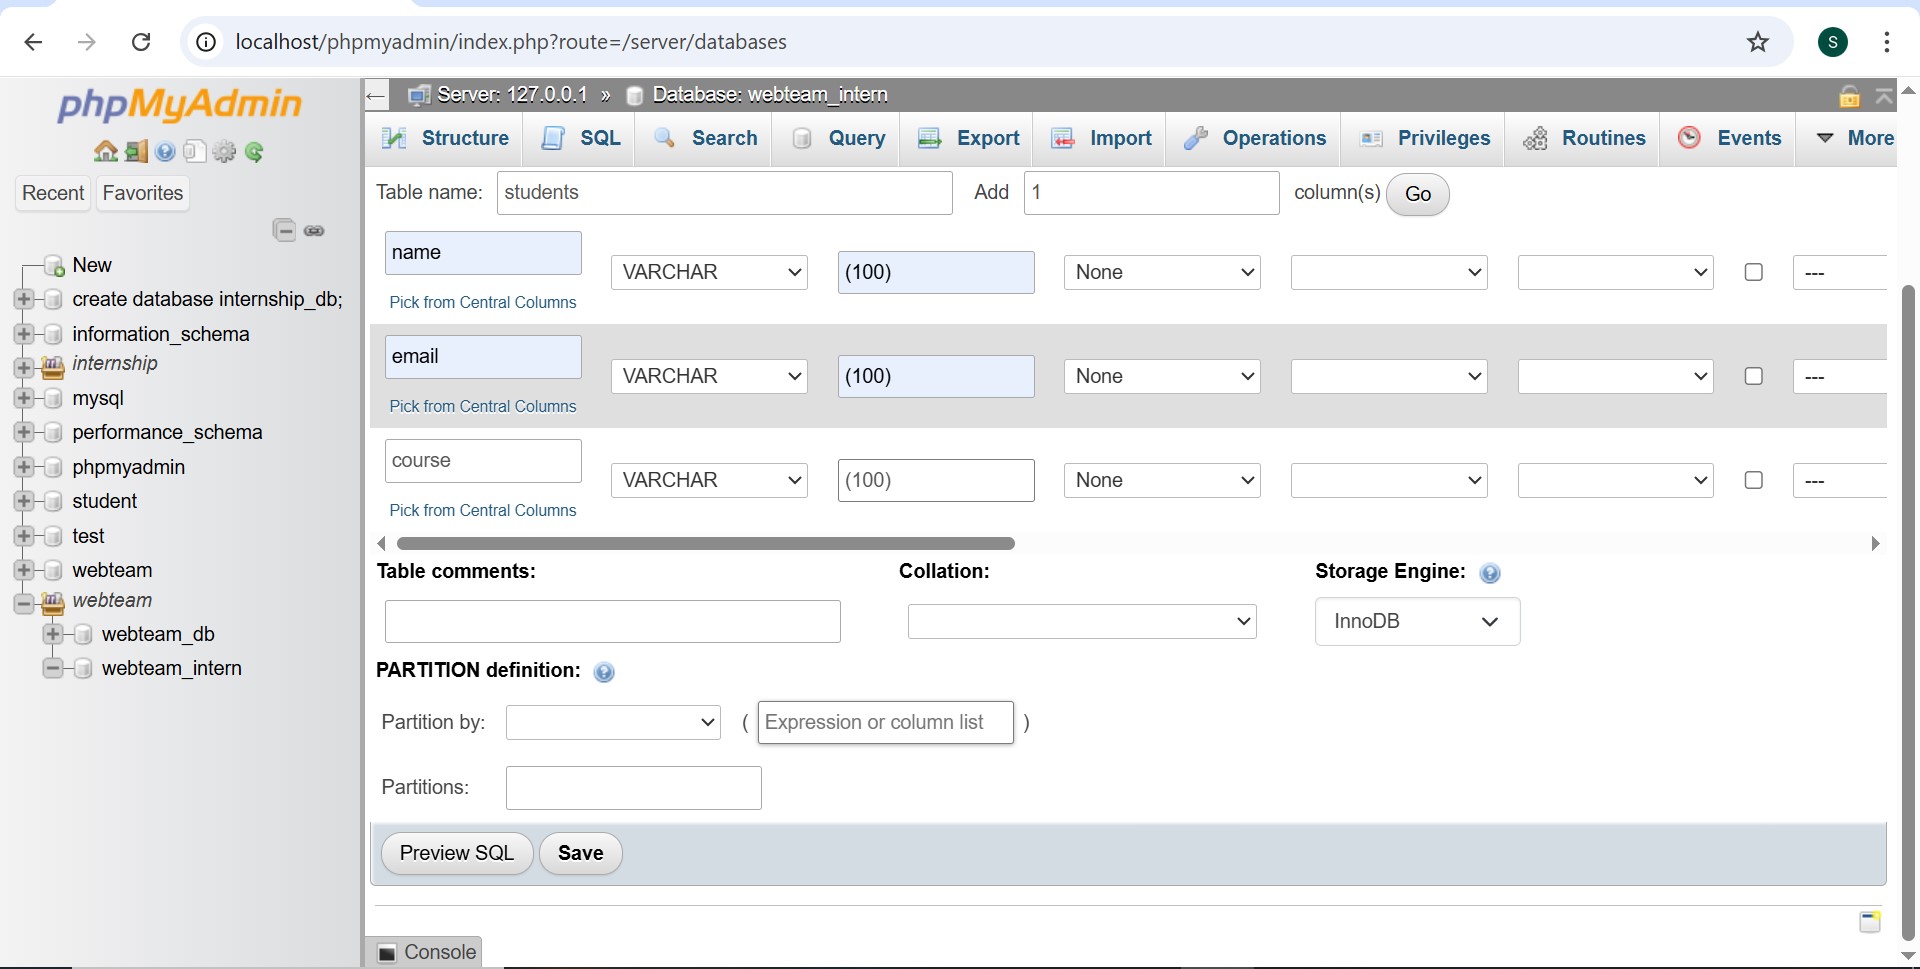 localhost/phpmyadmin/index.php?route=/server/databases
S
phpMyAdmin
Recent Favorites
New
create database internship_db;
information_schema
internship
mysql
performance_schema
phpmyadmin
student
test
webteam
webteam
webteam_db
webteam_intern
Server: 127.0.0.1 » Database: webteam_intern
Structure SQL Search Query Export Import Operations Privileges Routines Events More
Table name: students Add 1 column(s) Go
name VARCHAR (100) None ---
Pick from Central Columns
email VARCHAR (100) None ---
Pick from Central Columns
course VARCHAR (100) None ---
Pick from Central Columns
Table comments: Collation: Storage Engine:
InnoDB
PARTITION definition:
Partition by: ( Expression or column list )
Partitions:
Preview SQL Save
Console